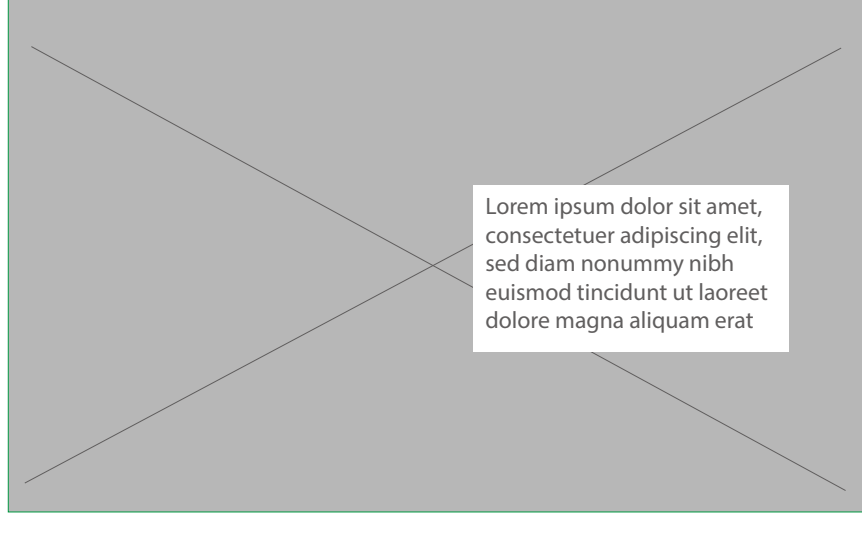 Lorem ipsum dolor sit amet,
consectetuer adipiscing elit,
sed diam nonummy nibh
euismod tincidunt ut laoreet
dolore magna aliquam erat